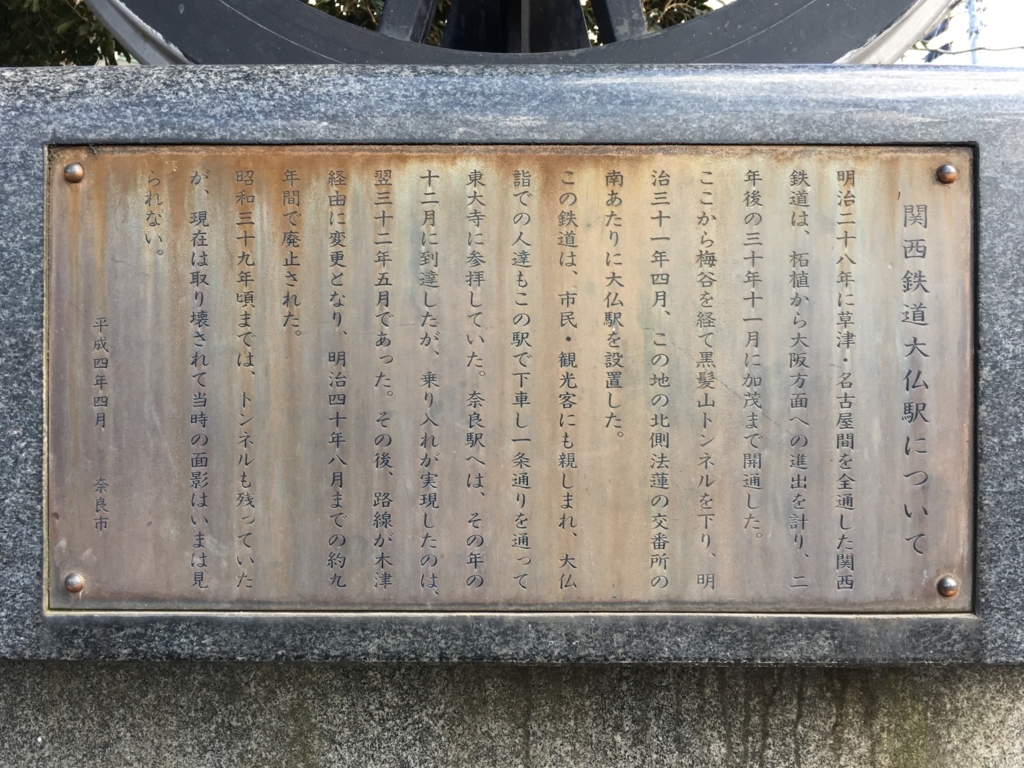 関西鉄道大仏駅について
明治二十八年に草津・名古屋間を全通した関西
鉄道は、柘植から大阪方面への進出を計り、二
年後の三十年十一月に加茂まで開通した。
ここから梅谷を経て黒髪山トンネルを下り、明
治三十一年四月、この地の北側法蓮の交番所の
南あたりに大仏駅を設置した。
この鉄道は、市民・観光客にも親しまれ、大仏
詣での人達もこの駅で下車し一条通りを通って
東大寺に参拝していた。奈良駅へは、その年の
十二月に到達したが、乗り入れが実現したのは、
翌三十二年五月であった。その後、路線が木津
経由に変更となり、明治四十年八月までの約九
年間で廃止された。
昭和三十九年頃までは、トンネルも残っていた
が、現在は取り壊されて当時の面影はいまは見
られない。
平成四年四月　奈良市